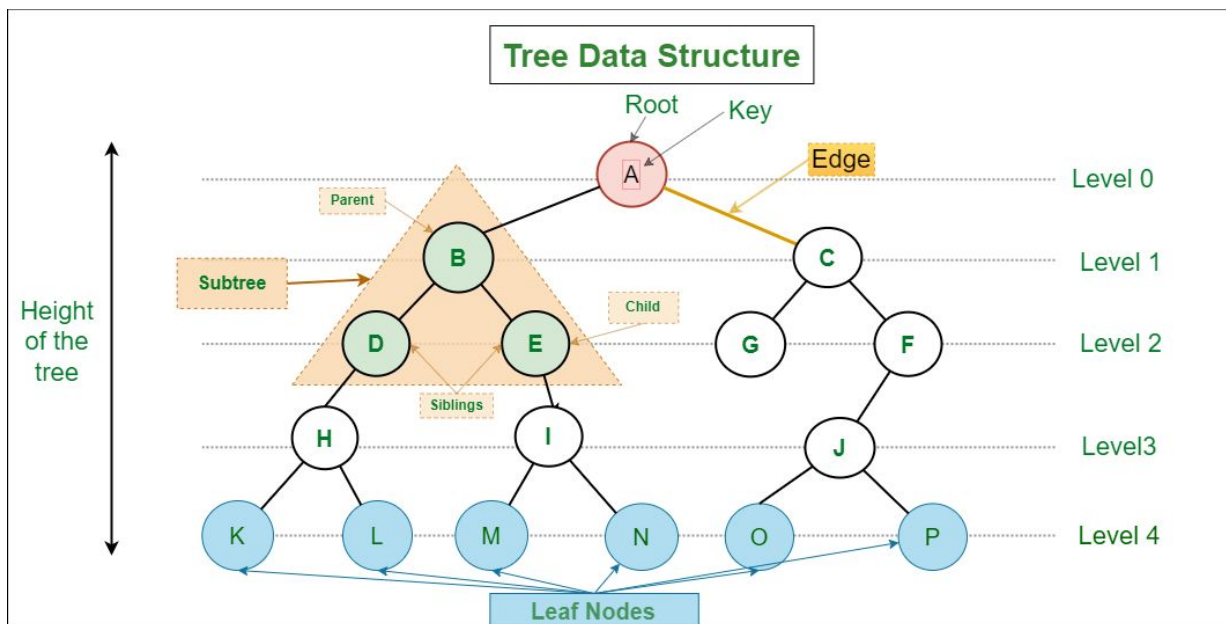 Tree Data Structure
Root
Key
A
Edge
Level 0
Parent
B
C
Level 1
Subtree
Child
Height
of the
tree
D
E
G
F
Level 2
Siblings
H
I
J
Level3
K
L
M
N
O
P
Level 4
Leaf Nodes